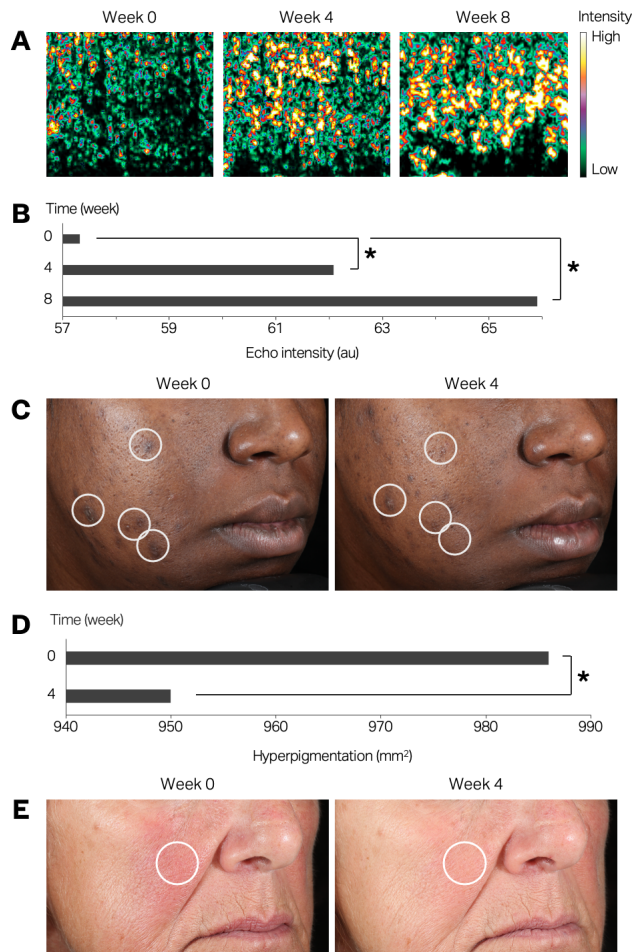 Week 0 Week 4 Week 8 Intensity
A
High
Low
B
Time (week)
0
*
4
*
8
57 59 61 63 65
Echo intensity (au)
Week 0 Week 4
C
D
Time (week)
0
*
4
940 950 960 970 980 990
Hyperpigmentation (mm²)
Week 0 Week 4
E